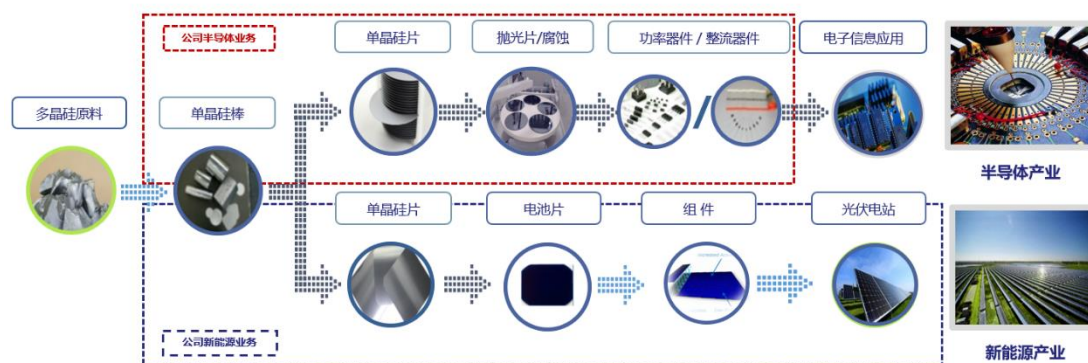 公司半导体业务
单晶硅片
抛光片/腐蚀
功率器件 / 整流器件
电子信息应用
多晶硅原料
单晶硅棒
/
半导体产业
单晶硅片
电池片
组 件
光伏电站
公司新能源业务
新能源产业